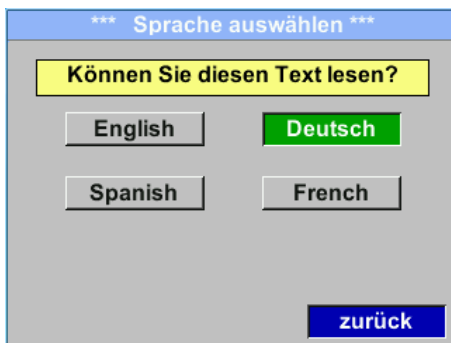 *** Sprache auswählen ***
Können Sie diesen Text lesen?
English Deutsch
Spanish French
zurück